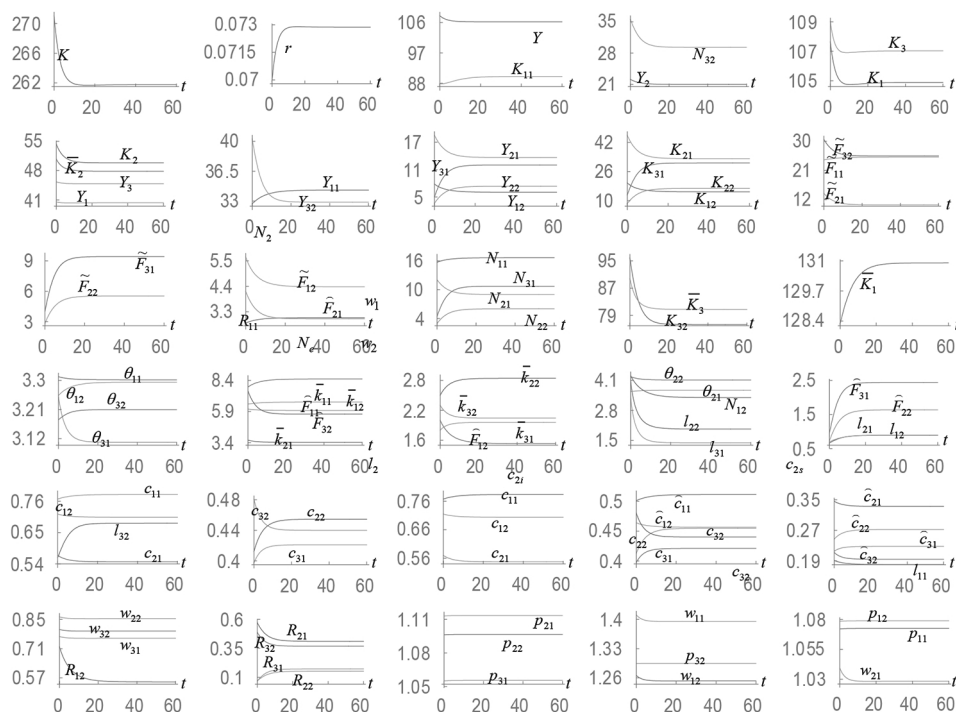 270 0.073 106 35 109
K r Y N₃₂ K₃
266 0.0715 97 28 107
K₁₁ Y₂ K₁
262 0.07 88 21 105
0 20 40 60 t 0 20 40 60 t 0 20 40 60 t 0 20 40 60 t 0 20 40 60 t
55 40 17 42 30
K₂ Y₂₁ K₂₁ F̃₃₂
K̄₂ Y₃₁ K₃₁ F̃₁₁
48 36.5 11 26 21
Y₃ Y₁₁ Y₂₂ K₂₂ F̃₂₁
Y₁ Y₃₂ Y₁₂ K₁₂
41 33 5 10 12
0 20 40 60 t 0 20 40 60 t 0 20 40 60 t 0 20 40 60 t 0 20 40 60 t
N₂
9 5.5 16 95 131
F̃₃₁ N₁₁ K̄₁
F̃₂₂ F̃₁₂ N₃₁ K̄₃
6 4.4 12 87 129.7
F̂₂₁ w₁ N₂₁
3.3 8
R₁₁ N₂₂ K₃₂
3 4 79 128.4
0 20 40 60 t 0 20 40 60 t 0 20 40 60 t 0 20 40 60 t 0 20 40 60 t
w₂
3.3 8.4 2.8 4.1 2.5
θ₁₁ k̄₁₁ k̄₂₂ θ₂₂ F̂₃₁
θ₁₂ k̄₁₂ k̄₃₂ θ₂₁ F̂₂₂
3.21 5.9 2.2 2.8 1.5
θ₃₂ F̂₁₁ N₁₂
F̂₃₂ l₂₂ l₂₁ l₁₂
θ₃₁ k̄₂₁ F̂₁₂ k̄₃₁ l₃₁
3.12 3.4 1.6 1.5 0.5
0 20 40 60 t 0 20 40 60 t 0 20 40 60 t 0 20 40 60 t 0 20 40 60 t
l₂ c₂ₛ
0.76 0.48 0.76 0.5 0.35
c₁₁ c₁₁ ĉ₁₁ ĉ₂₁
c₁₂ c₃₂ c₂₂ c₁₂ ĉ₁₂ c₃₂ ĉ₂₂
0.65 0.44 0.66 0.45 0.27
l₃₂ c₂₂ ĉ₃₁
c₂₁ c₃₁ c₂₁ c₃₁ ĉ₃₂
0.54 0.4 0.56 0.4 0.19
l₁₁
0 20 40 60 t 0 20 40 60 t 0 20 40 60 t 0 20 40 60 t 0 20 40 60 t
c₃₂
0.85 0.6 1.11 1.4 1.08
w₂₂ R₂₁ p₂₁ w₁₁ p₁₂
w₃₂ R₃₂ p₂₂ p₁₁
0.71 0.35 1.08 1.33
w₃₁ R₃₁ p₃₂
R₁₂ R₂₂ p₃₁ w₁₂ w₂₁
0.57 0.1 1.05 1.26 1.03
0 20 40 60 t 0 20 40 60 t 0 20 40 60 t 0 20 40 60 t 0 20 40 60 t